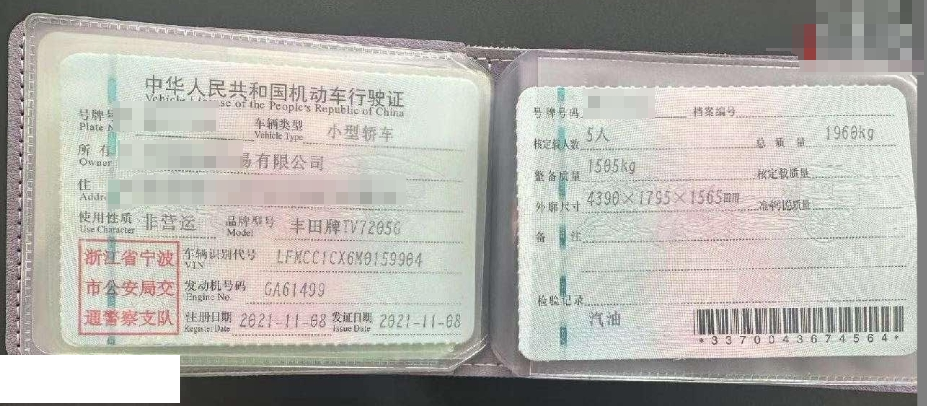 中华人民共和国机动车行驶证
Vehicle License of the People's Republic of China
号牌号
Plate
车辆类型 小型轿车
Vehicle Type
所有
易有限公司
Owner
住
Addr
使用性质 非营运 品牌型号 丰田牌TV7205G
Use Character Model
浙江省宁波
市公安局交
通警察支队
车辆识别代号 LFMCC1CX6M0159904
VIN
发动机号码 GA61499
Engine No.
注册日期 2021-11-08 发证日期 2021-11-08
Register Date Issue Date
号牌号码 档案编号
核定载人数 5人 总质量 1960kg
整备质量 1505kg 核定载质量 --
外廓尺寸 4390×1795×1565mm 准牵引总质量
备注
检验记录
汽油
*3370043674564*